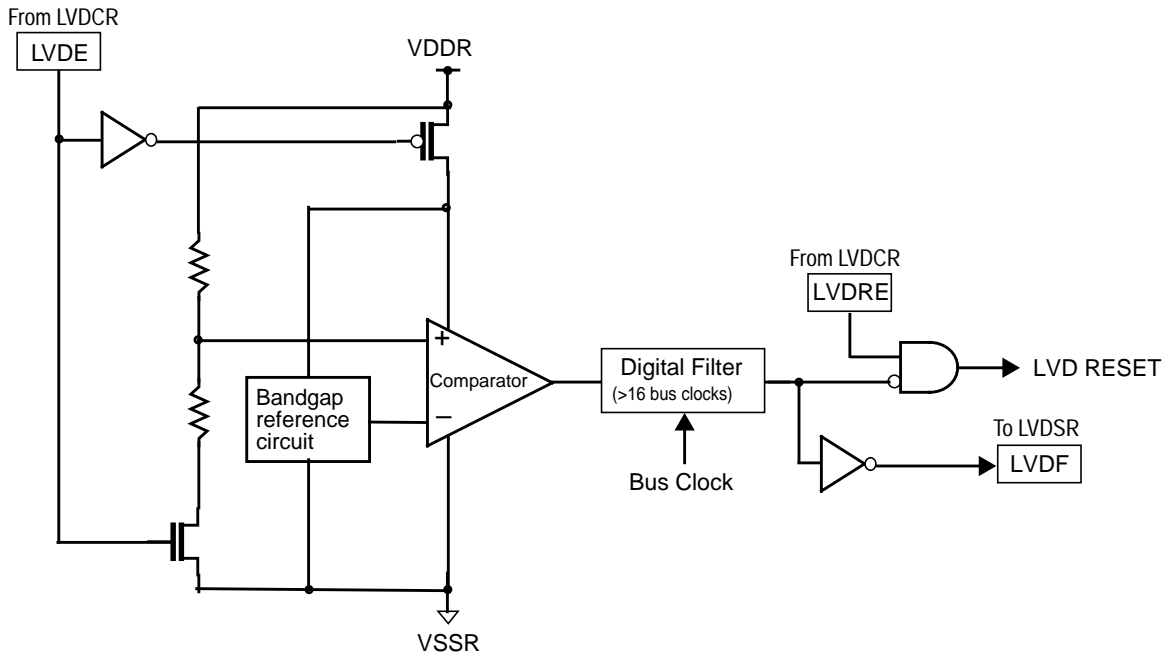 From LVDCR
LVDE
VDDR
From LVDCR
LVDRE
+
Comparator
−
Digital Filter
(>16 bus clocks)
LVD RESET
Bandgap
reference
circuit
To LVDSR
LVDF
Bus Clock
VSSR